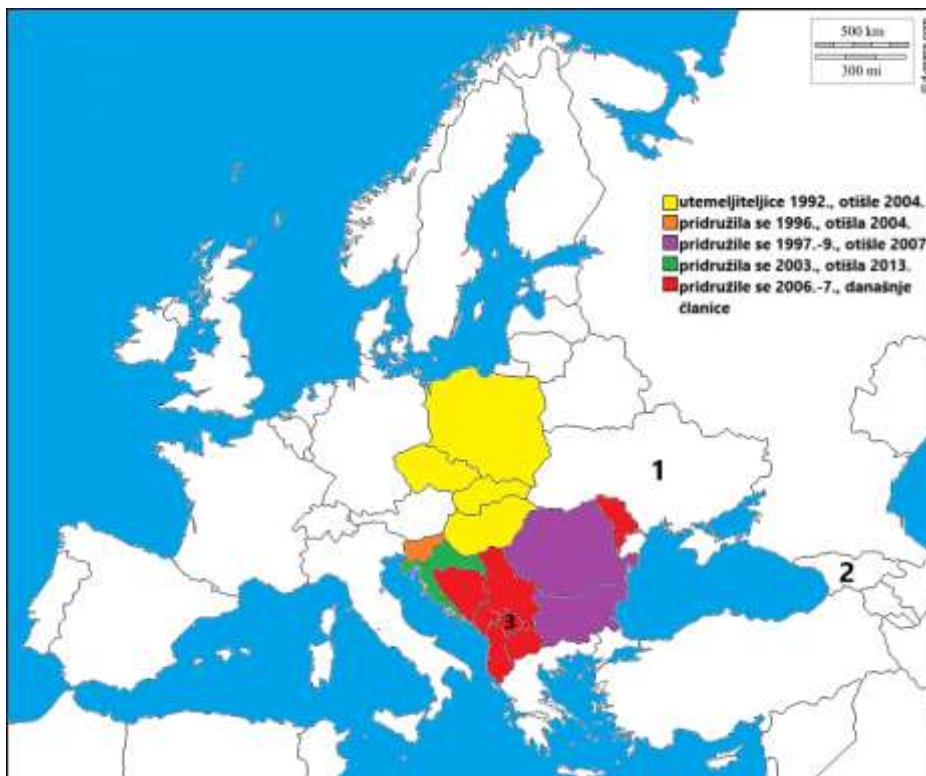 500 km
300 mi
utemeljiteljice 1992., otišle 2004.
pridružila se 1996., otišla 2004.
pridružile se 1997.-9., otišle 2007
pridružila se 2003., otišla 2013.
pridružile se 2006.-7., današnje
članice
1
2
3